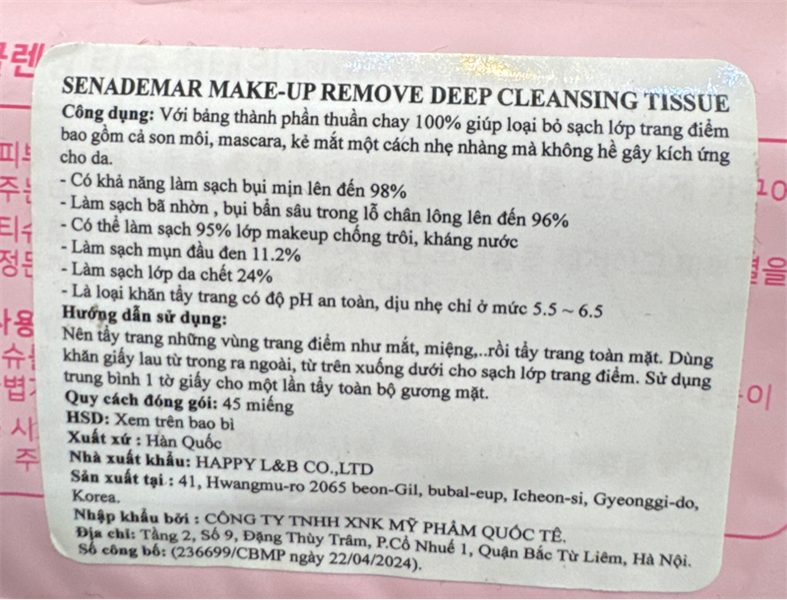 SENADEMAR MAKE-UP REMOVE DEEP CLEANSING TISSUE
Công dụng: Với bảng thành phần thuần chay 100% giúp loại bỏ sạch lớp trang điểm
bao gồm cả son môi, mascara, kẻ mắt một cách nhẹ nhàng mà không hề gây kích ứng
cho da.
- Có khả năng làm sạch bụi mịn lên đến 98%
- Làm sạch bã nhờn , bụi bẩn sâu trong lỗ chân lông lên đến 96%
- Có thể làm sạch 95% lớp makeup chống trôi, kháng nước
- Làm sạch mụn đầu đen 11.2%
- Làm sạch lớp da chết 24%
- Là loại khăn tẩy trang có độ pH an toàn, dịu nhẹ chỉ ở mức 5.5 ~ 6.5
Hướng dẫn sử dụng:
Nên tẩy trang những vùng trang điểm như mắt, miệng,..rồi tẩy trang toàn mặt. Dùng
khăn giấy lau từ trong ra ngoài, từ trên xuống dưới cho sạch lớp trang điểm. Sử dụng
trung bình 1 tờ giấy cho một lần tẩy toàn bộ gương mặt.
Quy cách đóng gói: 45 miếng
HSD: Xem trên bao bì
Xuất xứ : Hàn Quốc
Nhà xuất khẩu: HAPPY L&B CO.,LTD
Sản xuất tại : 41, Hwangmu-ro 2065 beon-Gil, bubal-eup, Icheon-si, Gyeonggi-do,
Korea.
Nhập khẩu bởi : CÔNG TY TNHH XNK MỸ PHẨM QUỐC TẾ.
Địa chỉ: Tầng 2, Số 9, Đặng Thùy Trâm, P.Cổ Nhuế 1, Quận Bắc Từ Liêm, Hà Nội.
Số công bố: (236699/CBMP ngày 22/04/2024).